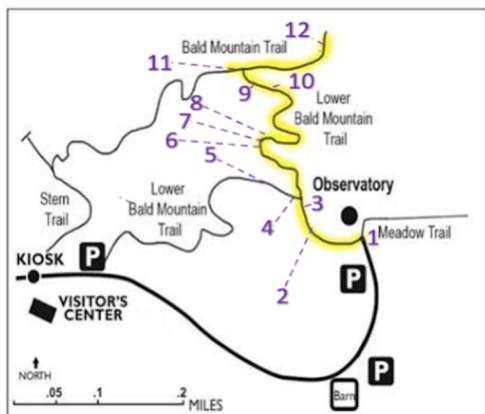 12
Bald Mountain Trail
11
9
10
8
Lower
Bald Mountain
Trail
7
6
5
Observatory
Stern
Trail
Lower
Bald Mountain
Trail
3
4
1
Meadow Trail
KIOSK
P
2
P
VISITOR'S
CENTER
NORTH
P
.05
.1
.2
MILES
Barn